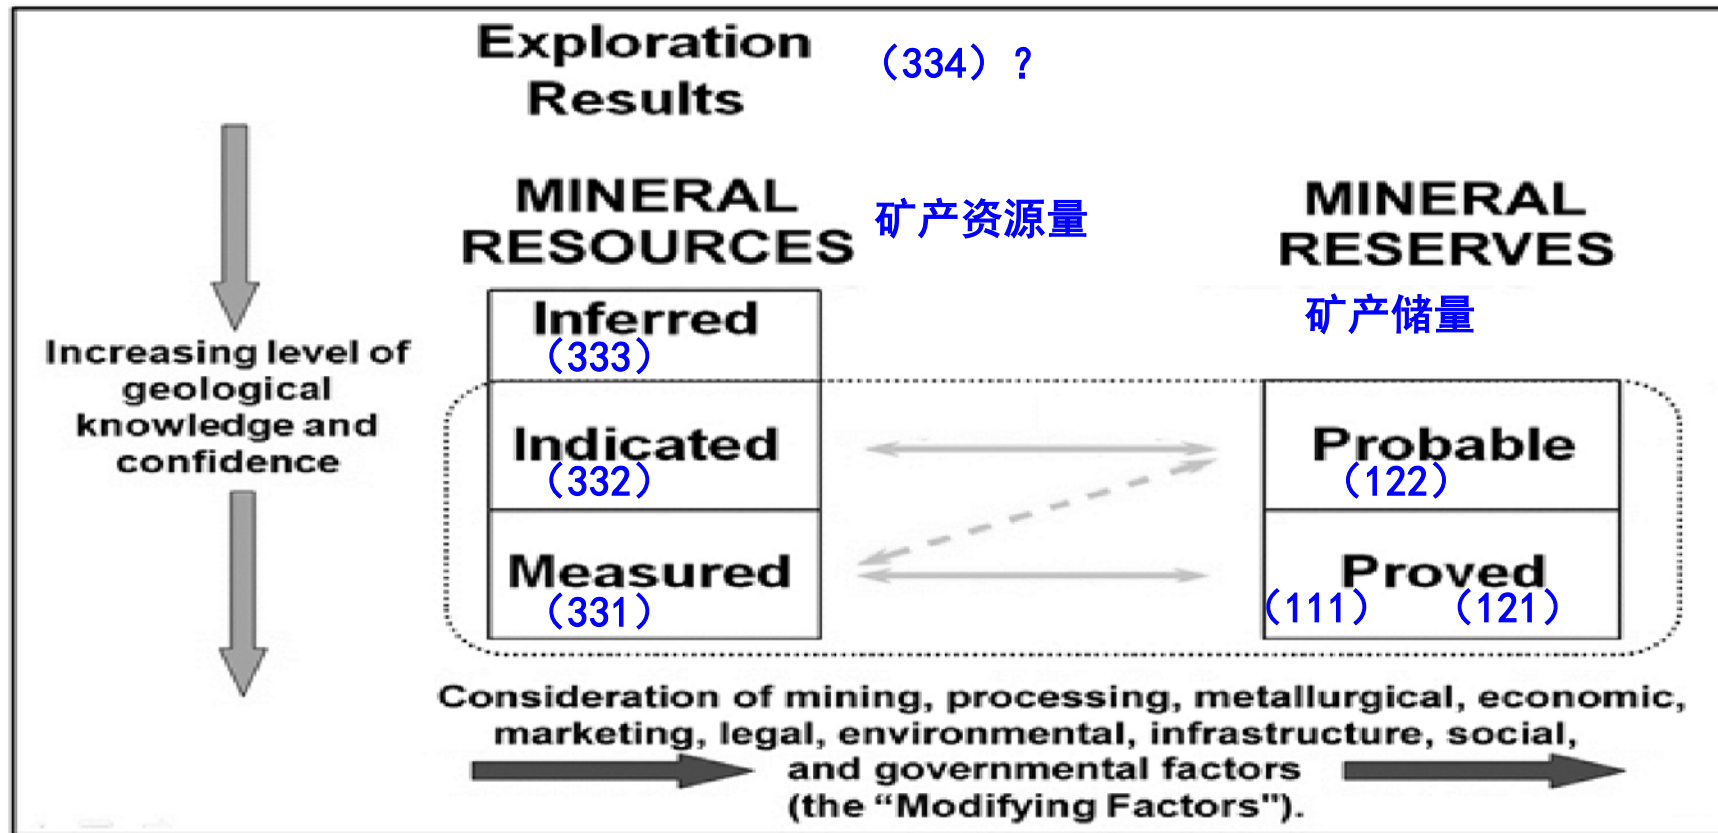 Exploration
Results
（334）？
MINERAL
RESOURCES
矿产资源量
MINERAL
RESERVES
矿产储量
Inferred
（333）
Increasing level of
geological
knowledge and
confidence
Indicated
（332）
Probable
（122）
Measured
（331）
Proved
（111） （121）
Consideration of mining, processing, metallurgical, economic,
marketing, legal, environmental, infrastructure, social,
and governmental factors
(the “Modifying Factors").